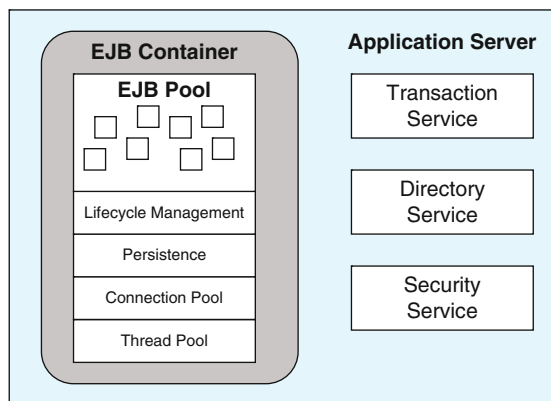 EJB Container
EJB Pool
Lifecycle Management
Persistence
Connection Pool
Thread Pool
Application Server
Transaction
Service
Directory
Service
Security
Service